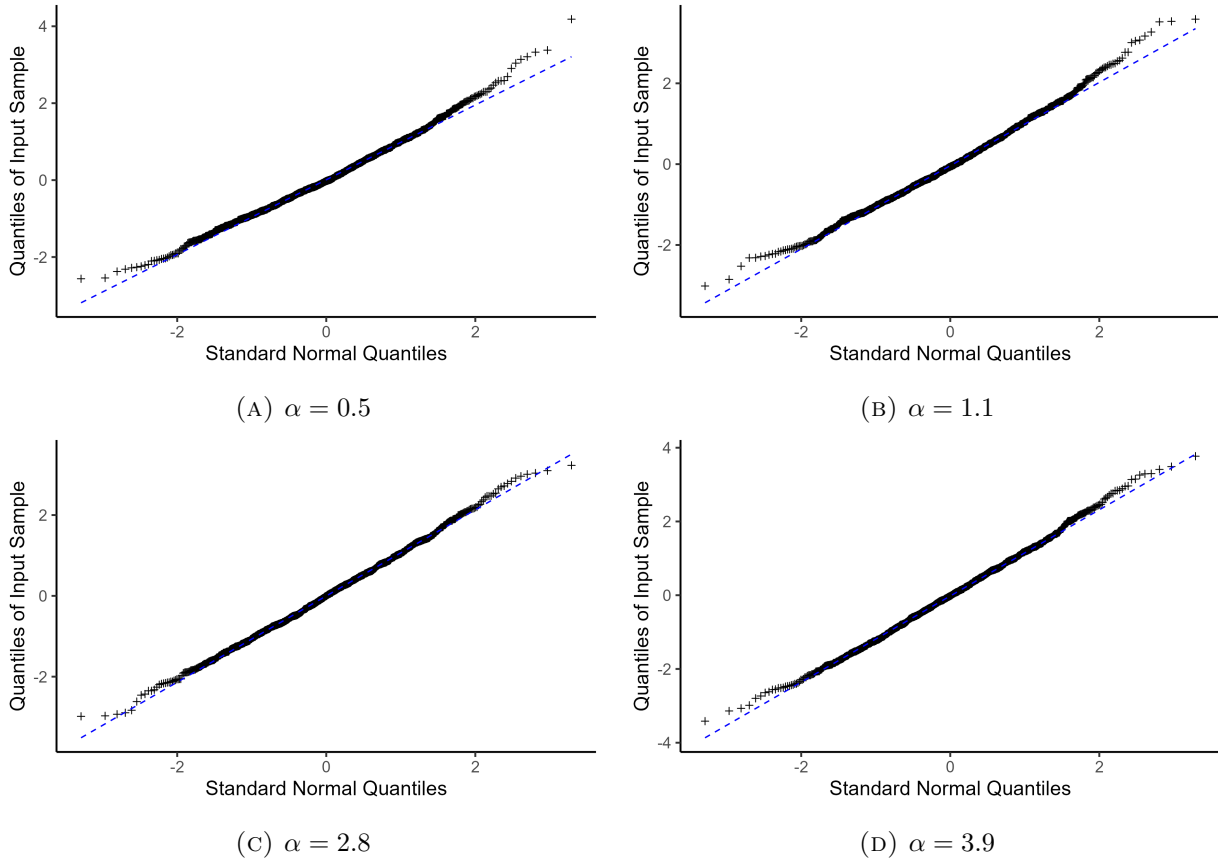 4
2
0
-2
Quantiles of Input Sample
-2 0 2
Standard Normal Quantiles
(A) α = 0.5
2
0
-2
Quantiles of Input Sample
-2 0 2
Standard Normal Quantiles
(B) α = 1.1
2
0
-2
Quantiles of Input Sample
-2 0 2
Standard Normal Quantiles
(C) α = 2.8
4
2
0
-2
-4
Quantiles of Input Sample
-2 0 2
Standard Normal Quantiles
(D) α = 3.9